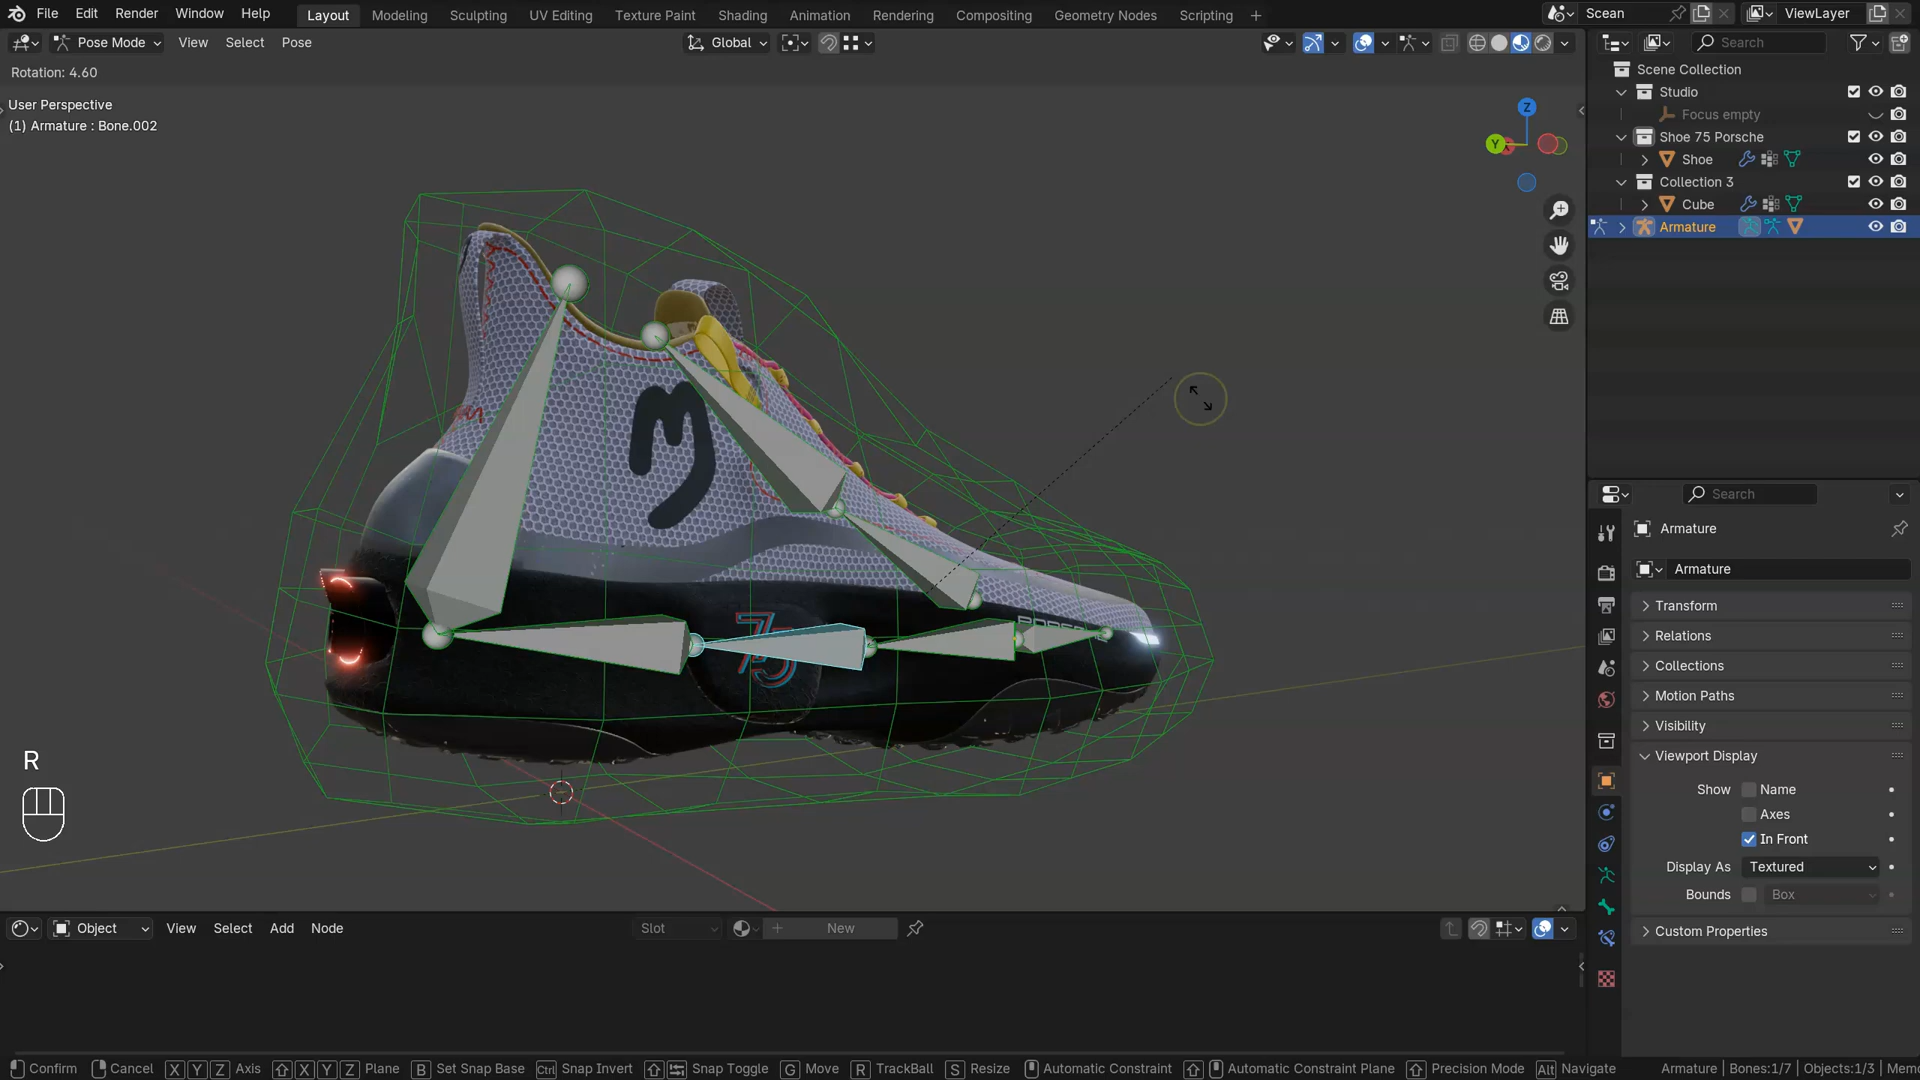 File Edit Render Window Help Layout Modeling Sculpting UV Editing Texture Paint Shading Animation Rendering Compositing Geometry Nodes Scripting + Scean ViewLayer
Pose Mode View Select Pose Global
Rotation: 4.60
User Perspective
(1) Armature : Bone.002
Z
Y
75
R
Search
Scene Collection
Studio
Focus empty
Shoe 75 Porsche
Shoe
Collection 3
Cube
Armature
Search
Armature
Armature
Transform
Relations
Collections
Motion Paths
Visibility
Viewport Display
Show Name
Axes
In Front
Display As Textured
Bounds Box
Custom Properties
Object View Select Add Node Slot New
Confirm Cancel X Y Z Axis X Y Z Plane B Set Snap Base Ctrl Snap Invert Snap Toggle G Move R TrackBall S Resize Automatic Constraint Automatic Constraint Plane Precision Mode Alt Navigate Armature | Bones:1/7 | Objects:1/3 | Memo